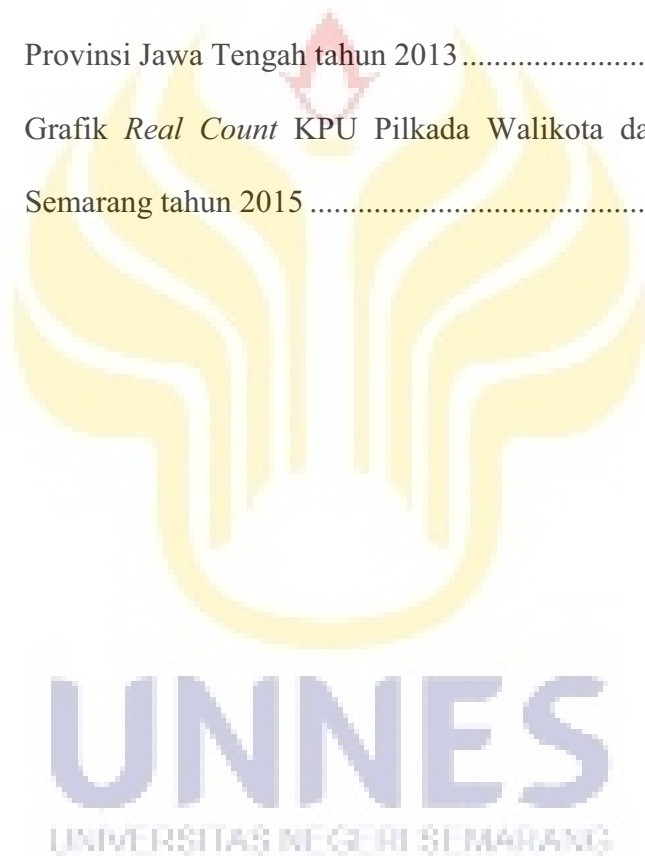 Provinsi Jawa Tengah tahun 2013 ......................
Grafik Real Count KPU Pilkada Walikota da
Semarang tahun 2015 ........................................
UNNES
UNIVERSITAS NEGERI SEMARANG